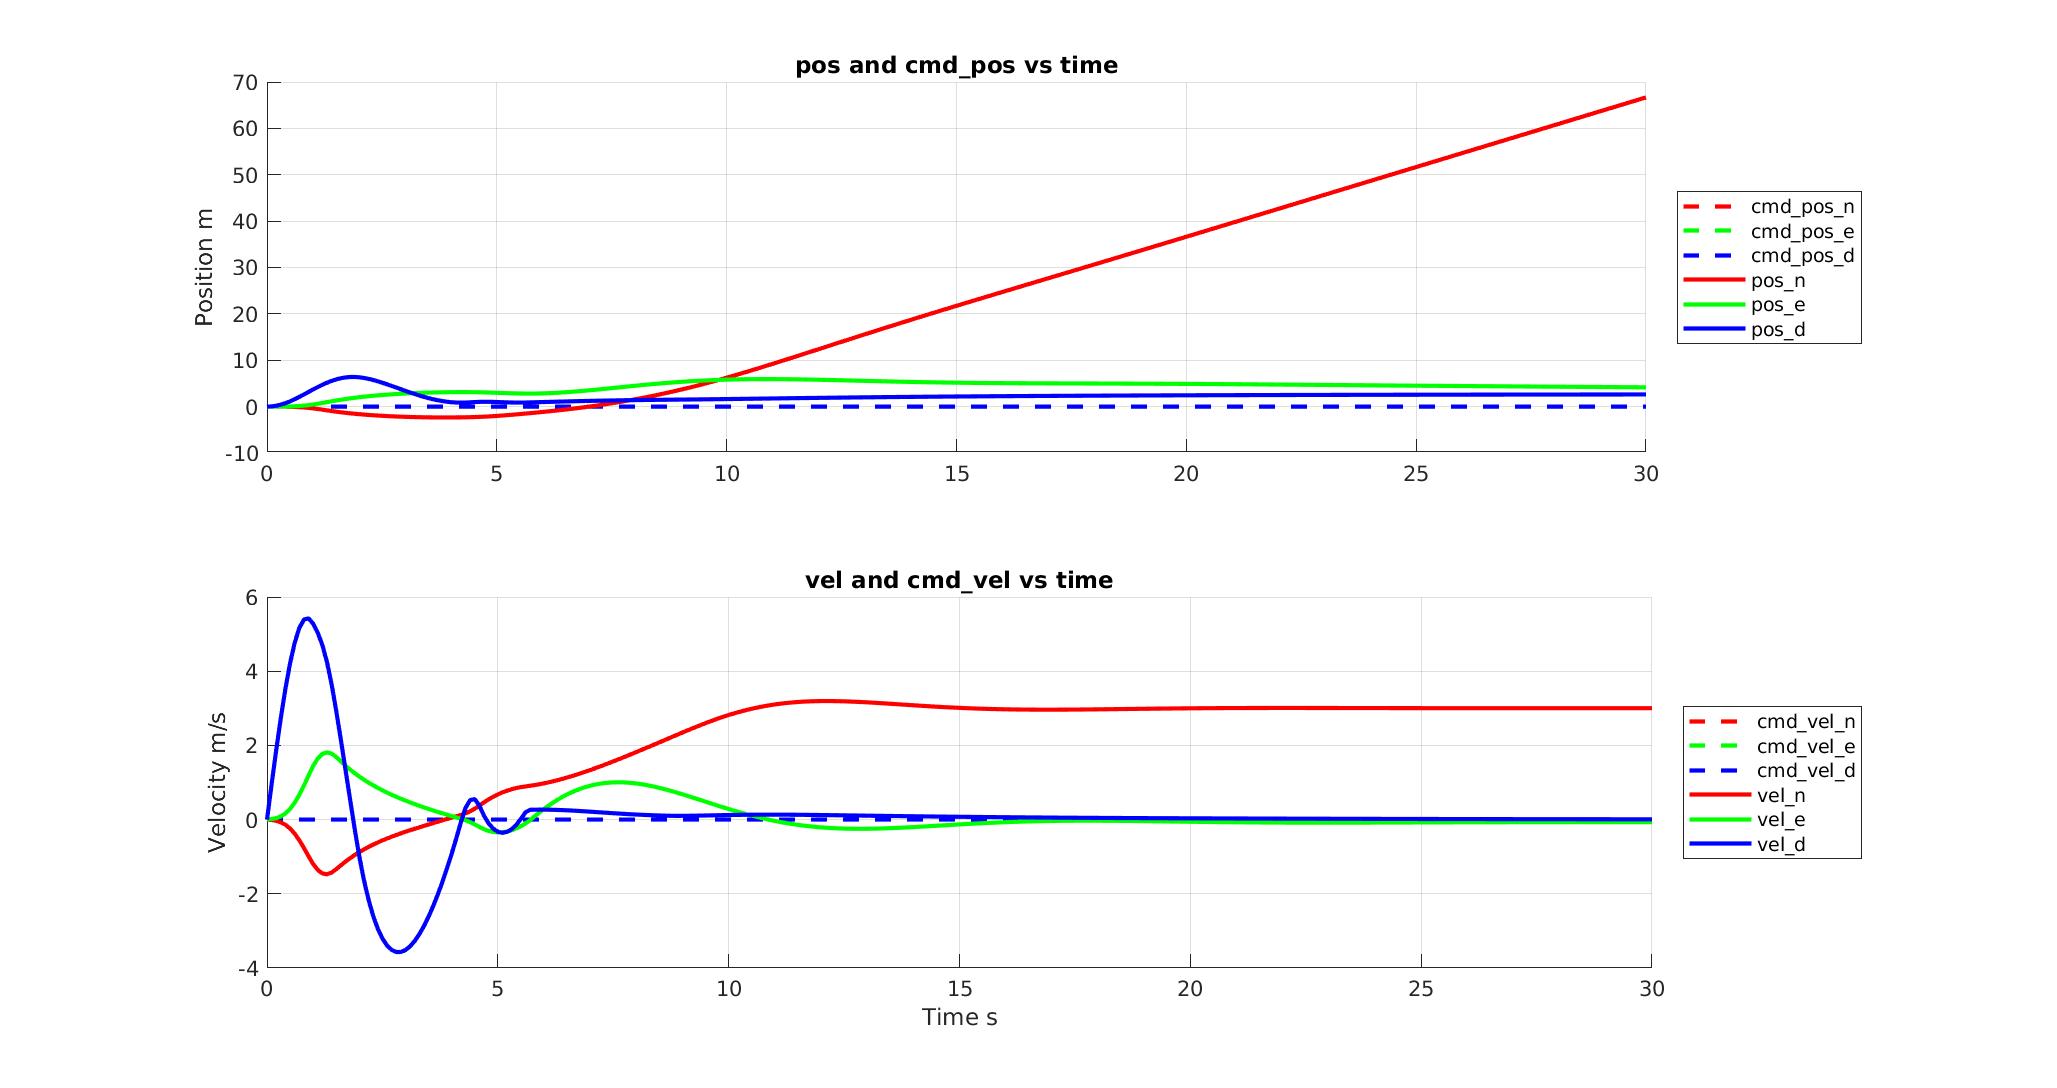 pos and cmd_pos vs time
70
60
50
40
30
20
10
0
-10
Position m
0 5 10 15 20 25 30
cmd_pos_n
cmd_pos_e
cmd_pos_d
pos_n
pos_e
pos_d
vel and cmd_vel vs time
6
4
2
0
-2
-4
Velocity m/s
0 5 10 15 20 25 30
Time s
cmd_vel_n
cmd_vel_e
cmd_vel_d
vel_n
vel_e
vel_d